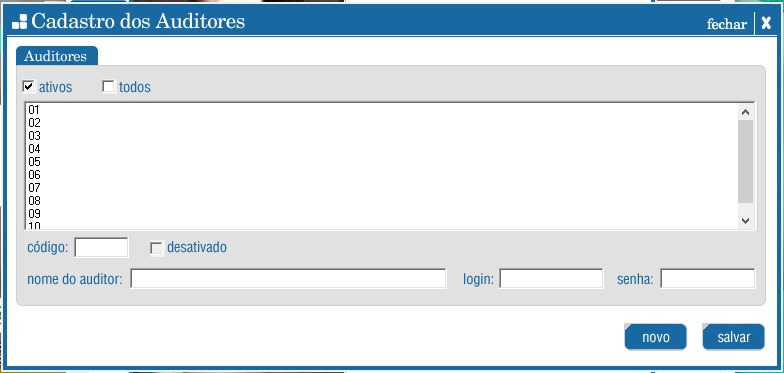 Cadastro dos Auditores
fechar X
Auditores
ativos todos
01
02
03
04
05
06
07
08
09
10
código: desativado
nome do auditor: login: senha:
novo salvar